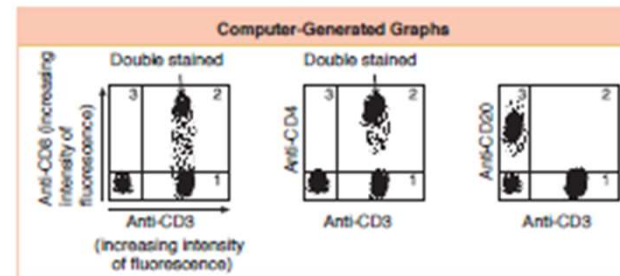 Computer-Generated Graphs
Double stained
3
2
1
Anti-CD8 (increasing
intensity of
fluorescence)
Anti-CD3
(increasing intensity
of fluorescence)
Double stained
3
2
1
Anti-CD4
Anti-CD3
3
2
1
Anti-CD20
Anti-CD3